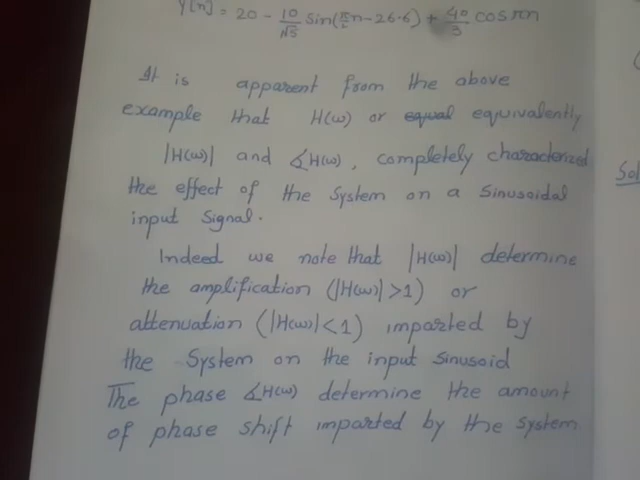 Y[n] = 20 - 10/√5 sin(π/2 n - 26.6) + 40/3 cos πn
It is apparent from the above
example that H(ω) or equal equivalently
|H(ω)| and ∡H(ω), completely characterized
the effect of the System on a Sinusoidal
input Signal.
Indeed we note that |H(ω)| determine
the amplification (|H(ω)| >1) or
attenuation (|H(ω)| < 1) imparted by
the System on the input Sinusoid
The phase ∡H(ω) determine the amount
of phase shift imparted by the System
Sol